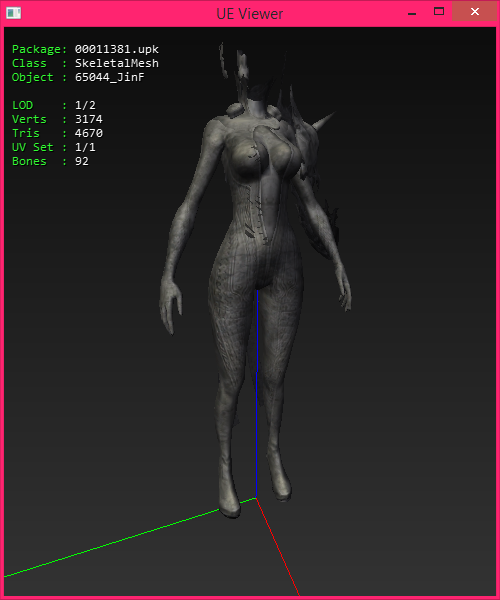 UE Viewer
Package: 00011381.upk
Class : SkeletalMesh
Object : 65044_JinF
LOD : 1/2
Verts : 3174
Tris : 4670
UV Set : 1/1
Bones : 92